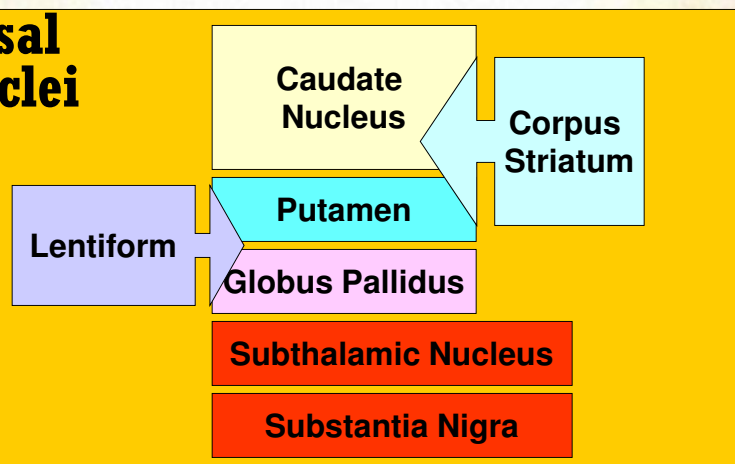 sal
clei
Caudate
Nucleus
Corpus
Striatum
Putamen
Lentiform
Globus Pallidus
Subthalamic Nucleus
Substantia Nigra